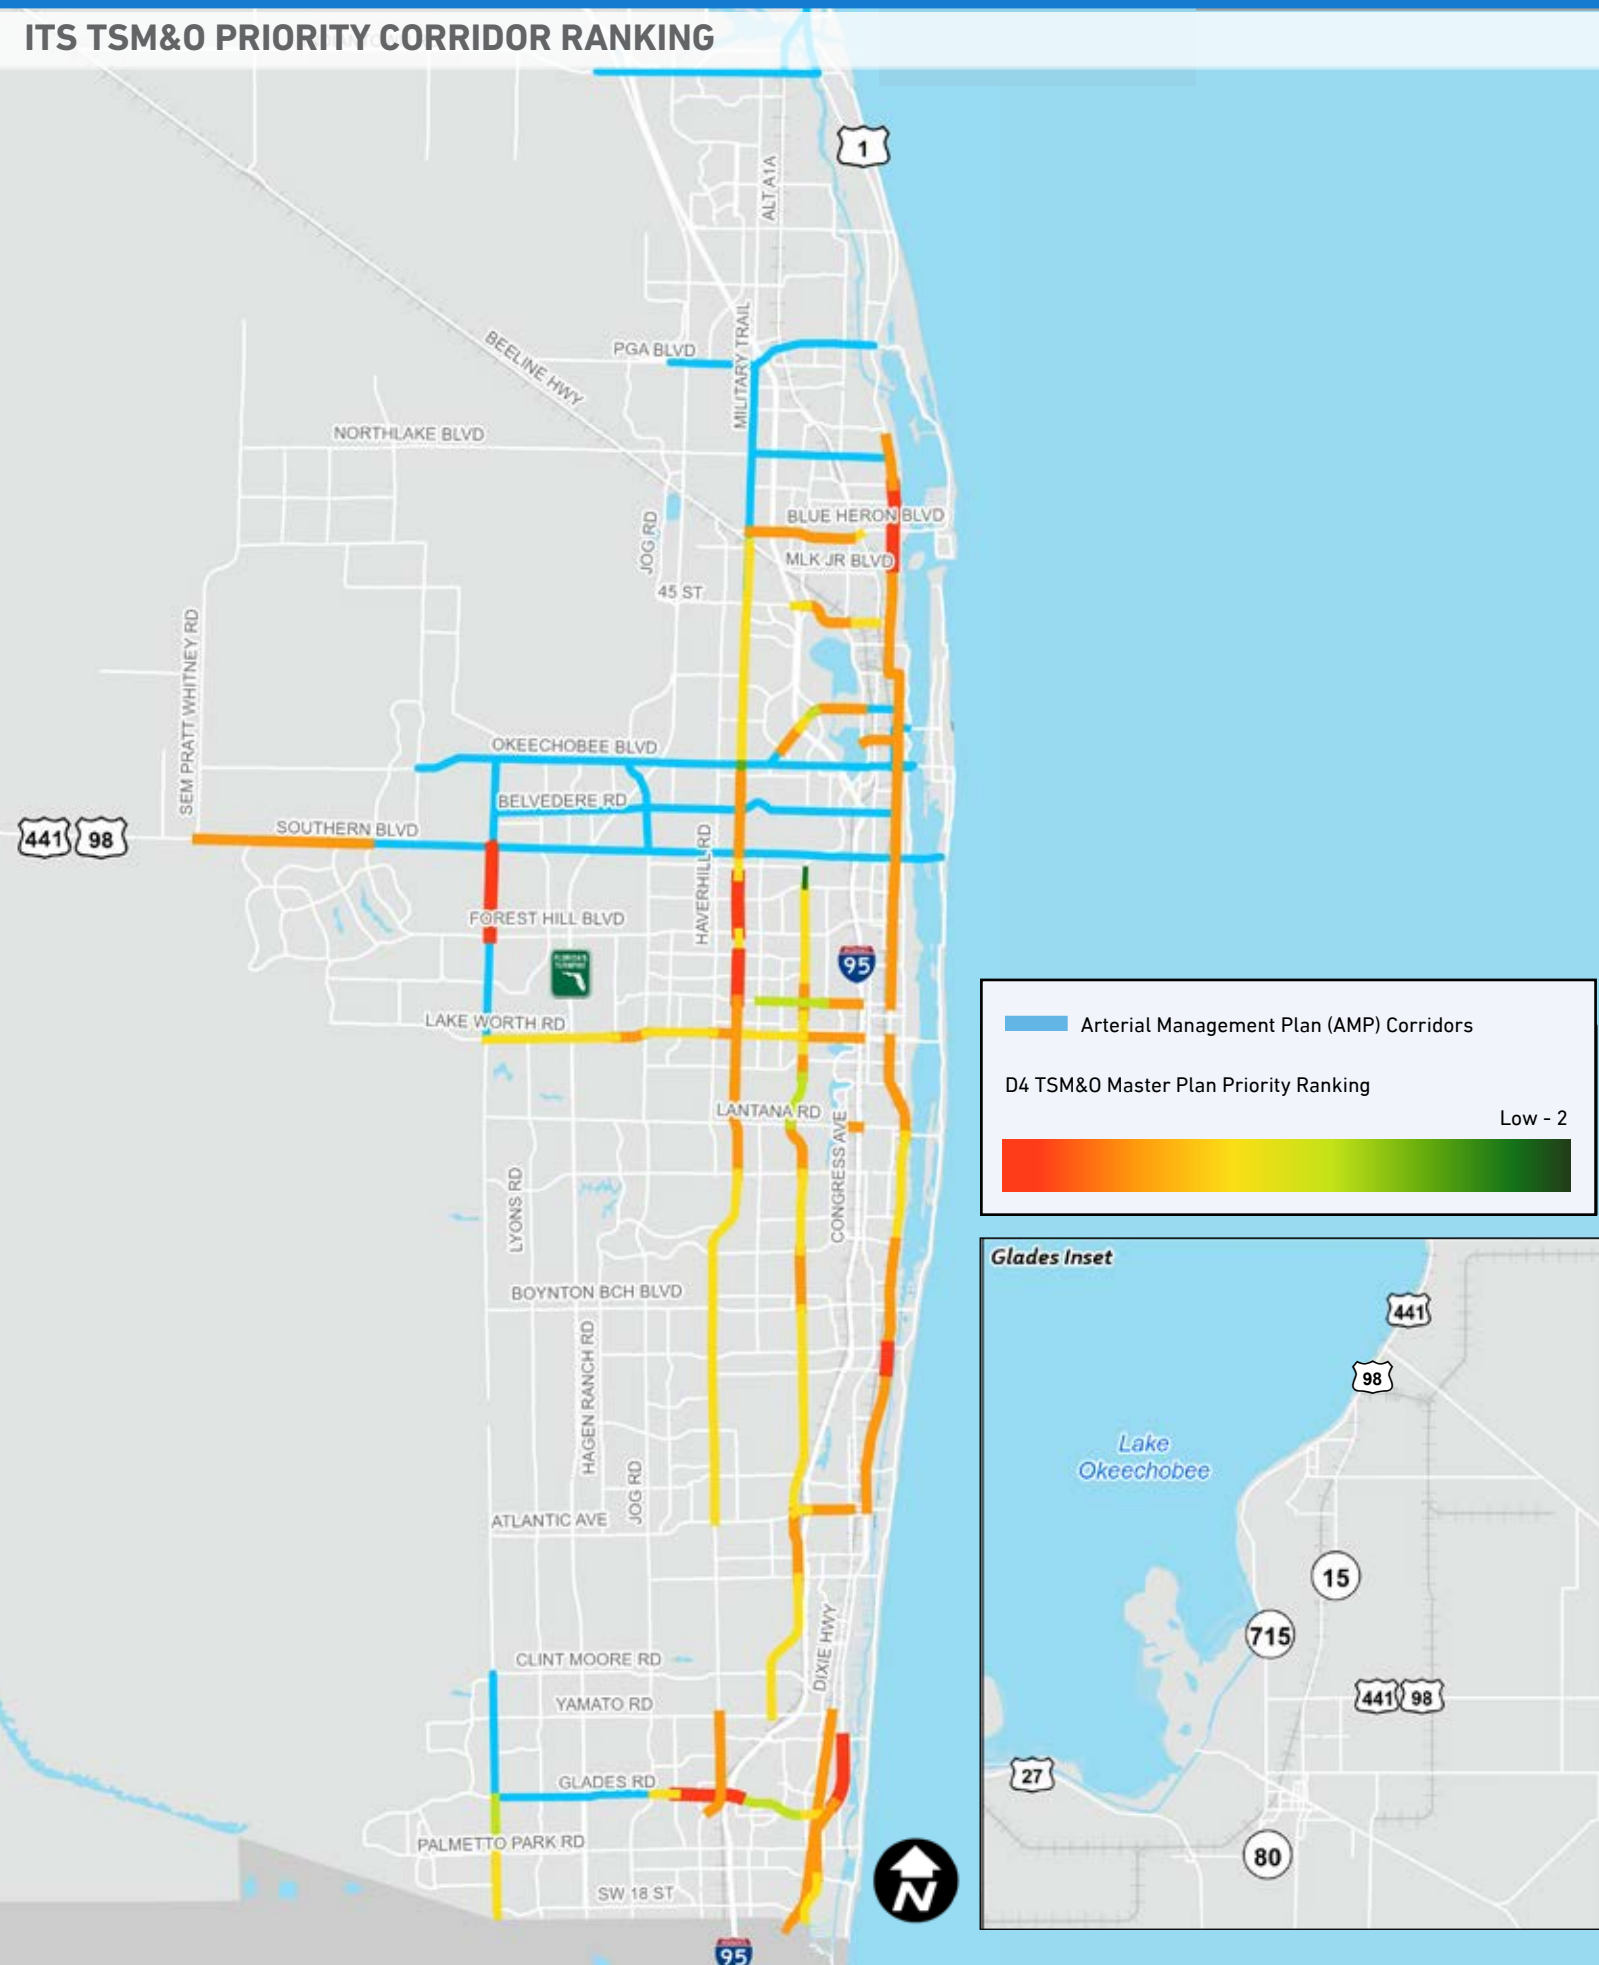 ITS TSM&O PRIORITY CORRIDOR RANKING
1
ALT A1A
MILITARY TRAIL
PGA BLVD
BEELINE HWY
NORTHLAKE BLVD
BLUE HERON BLVD
JOG RD
MLK JR BLVD
45 ST
SEM PRATT WHITNEY RD
OKEECHOBEE BLVD
BELVEDERE RD
SOUTHERN BLVD
441 98
HAVERHILL RD
FOREST HILL BLVD
95
LAKE WORTH RD
LANTANA RD
CONGRESS AVE
LYONS RD
BOYNTON BCH BLVD
HAGEN RANCH RD
JOG RD
ATLANTIC AVE
DIXIE HWY
CLINT MOORE RD
YAMATO RD
GLADES RD
PALMETTO PARK RD
SW 18 ST
N
95
Arterial Management Plan (AMP) Corridors
D4 TSM&O Master Plan Priority Ranking
Low - 2
Glades Inset
441
98
Lake
Okeechobee
15
715
441 98
27
80